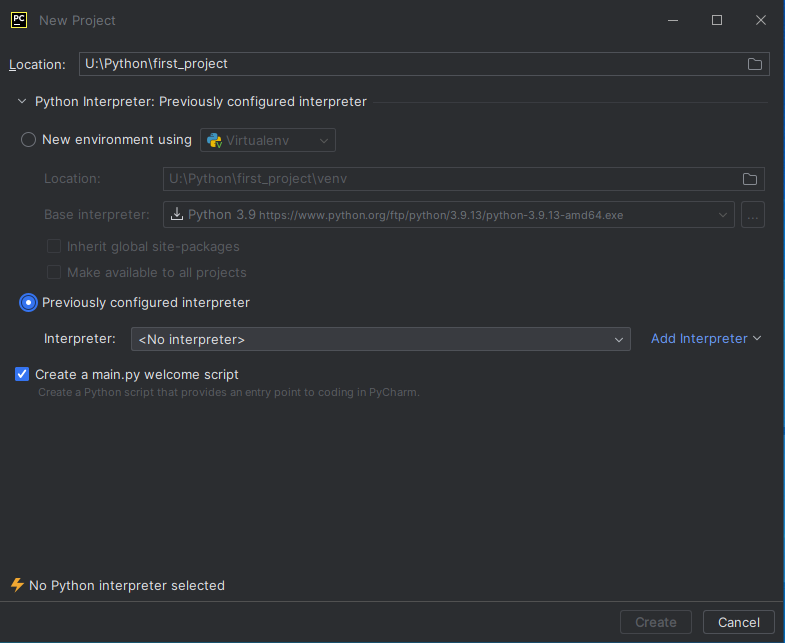 PC New Project
Location: U:\Python\first_project
Python Interpreter: Previously configured interpreter
New environment using Virtualenv
Location: U:\Python\first_project\venv
Base interpreter: Python 3.9 https://www.python.org/ftp/python/3.9.13/python-3.9.13-amd64.exe ...
Inherit global site-packages
Make available to all projects
Previously configured interpreter
Interpreter: <No interpreter> Add Interpreter
Create a main.py welcome script
Create a Python script that provides an entry point to coding in PyCharm.
No Python interpreter selected
Create Cancel